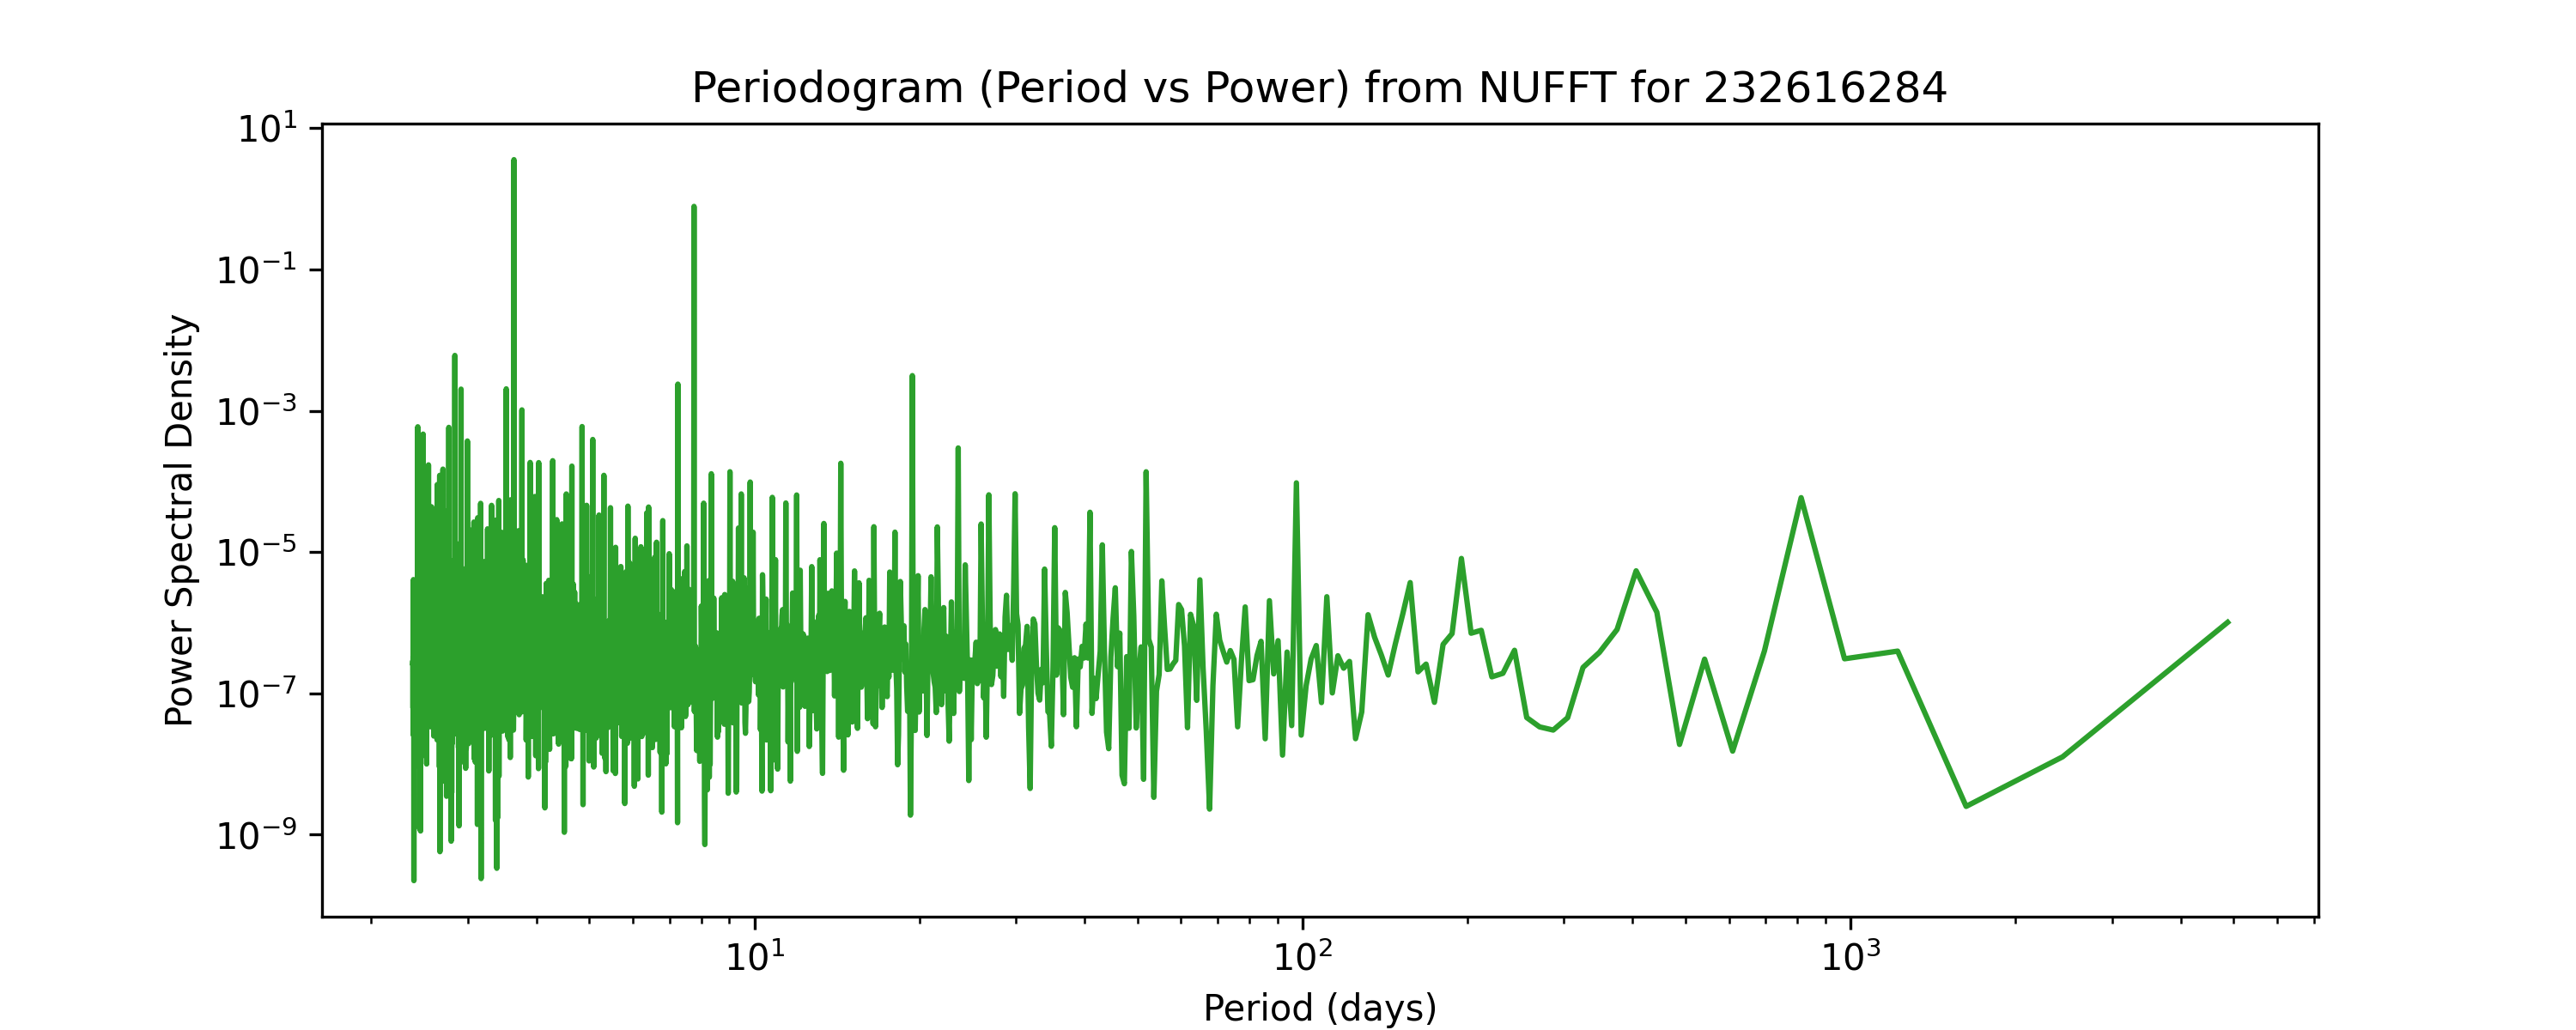 Periodogram (Period vs Power) from NUFFT for 232616284
10¹
10⁻¹
10⁻³
10⁻⁵
10⁻⁷
10⁻⁹
Power Spectral Density
10¹ 10² 10³
Period (days)